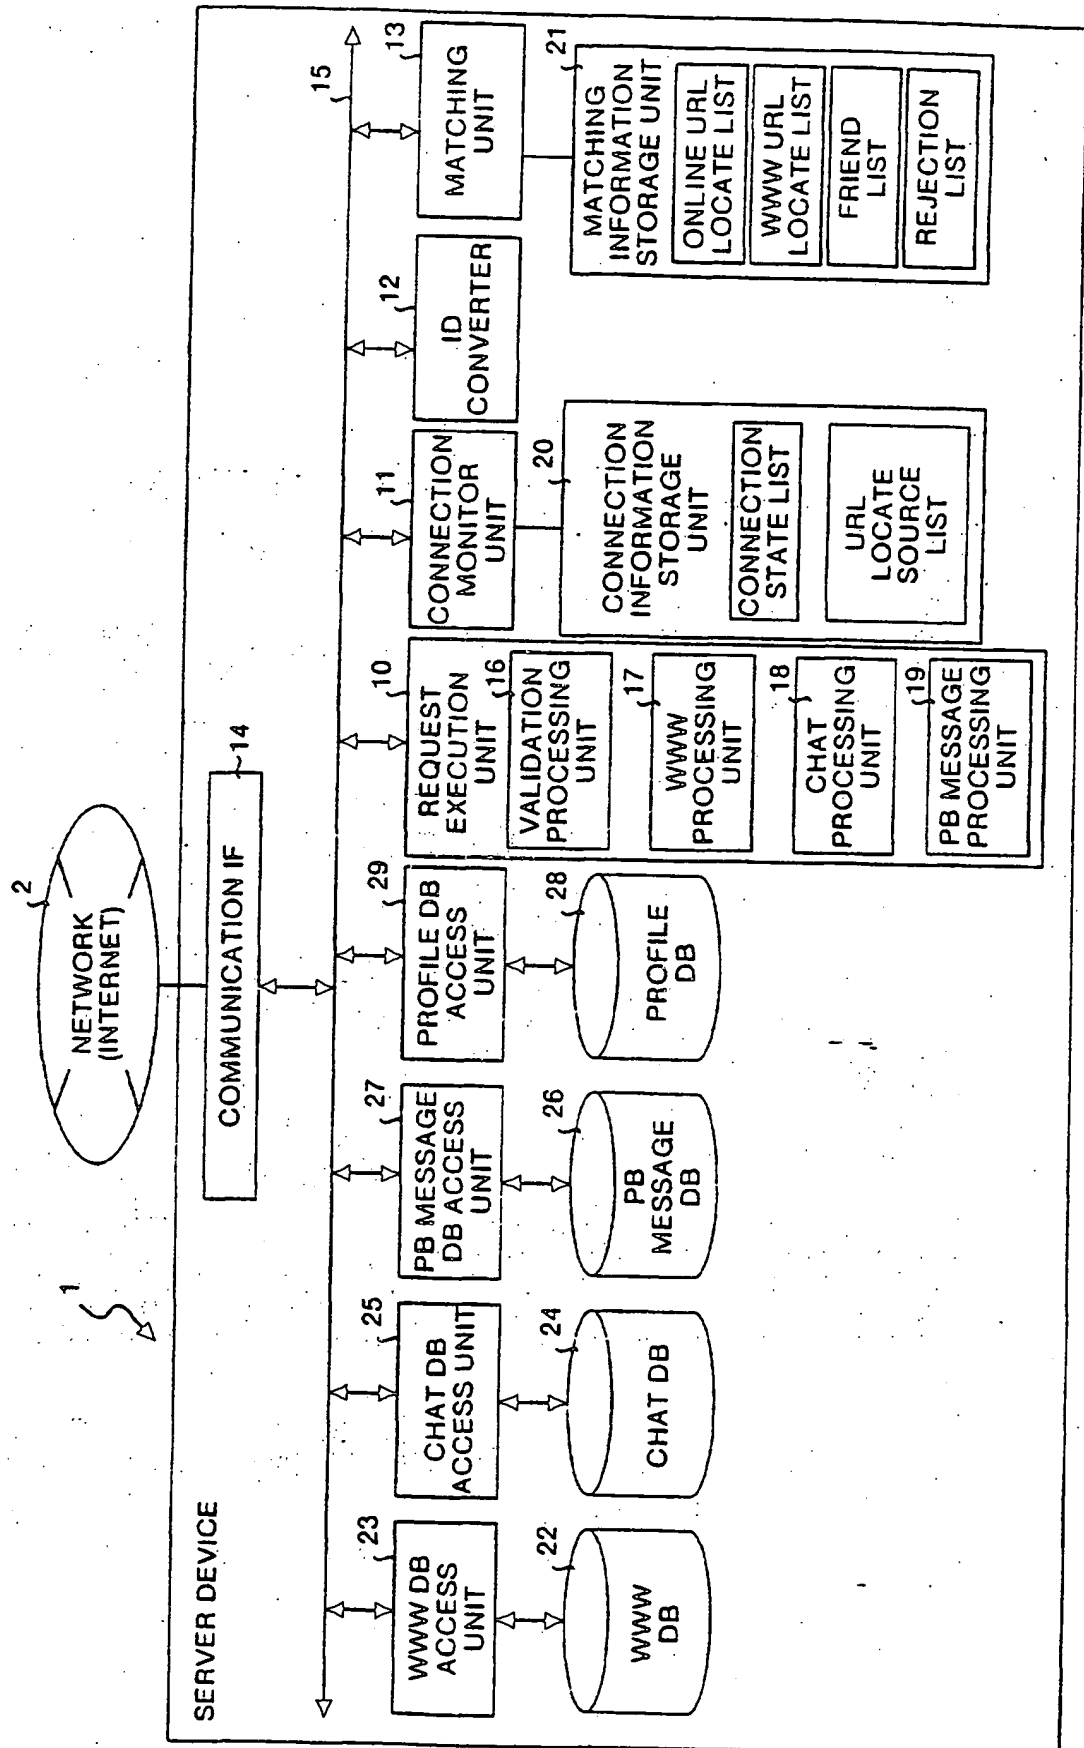 1
2
NETWORK
(INTERNET)
SERVER DEVICE
COMMUNICATION IF
14
15
23
WWW DB
ACCESS
UNIT
25
CHAT DB
ACCESS UNIT
27
PB MESSAGE
DB ACCESS
UNIT
29
PROFILE DB
ACCESS
UNIT
10
REQUEST
EXECUTION
UNIT
11
CONNECTION
MONITOR
UNIT
12
ID
CONVERTER
13
MATCHING
UNIT
22
WWW
DB
24
CHAT DB
26
PB
MESSAGE
DB
28
PROFILE
DB
16
VALIDATION
PROCESSING
UNIT
17
WWW
PROCESSING
UNIT
18
CHAT
PROCESSING
UNIT
19
PB MESSAGE
PROCESSING
UNIT
20
CONNECTION
INFORMATION
STORAGE
UNIT
CONNECTION
STATE LIST
URL
LOCATE
SOURCE
LIST
21
MATCHING
INFORMATION
STORAGE UNIT
ONLINE URL
LOCATE LIST
WWW URL
LOCATE LIST
FRIEND
LIST
REJECTION
LIST